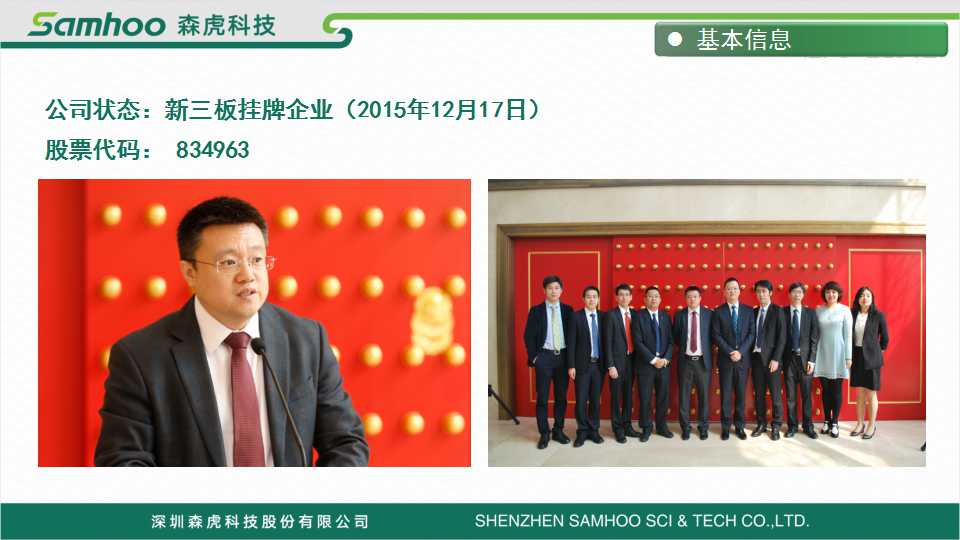 Samhoo 森虎科技
基本信息
公司状态：新三板挂牌企业（2015年12月17日）
股票代码： 834963
深圳森虎科技股份有限公司
SHENZHEN SAMHOO SCI & TECH CO.,LTD.